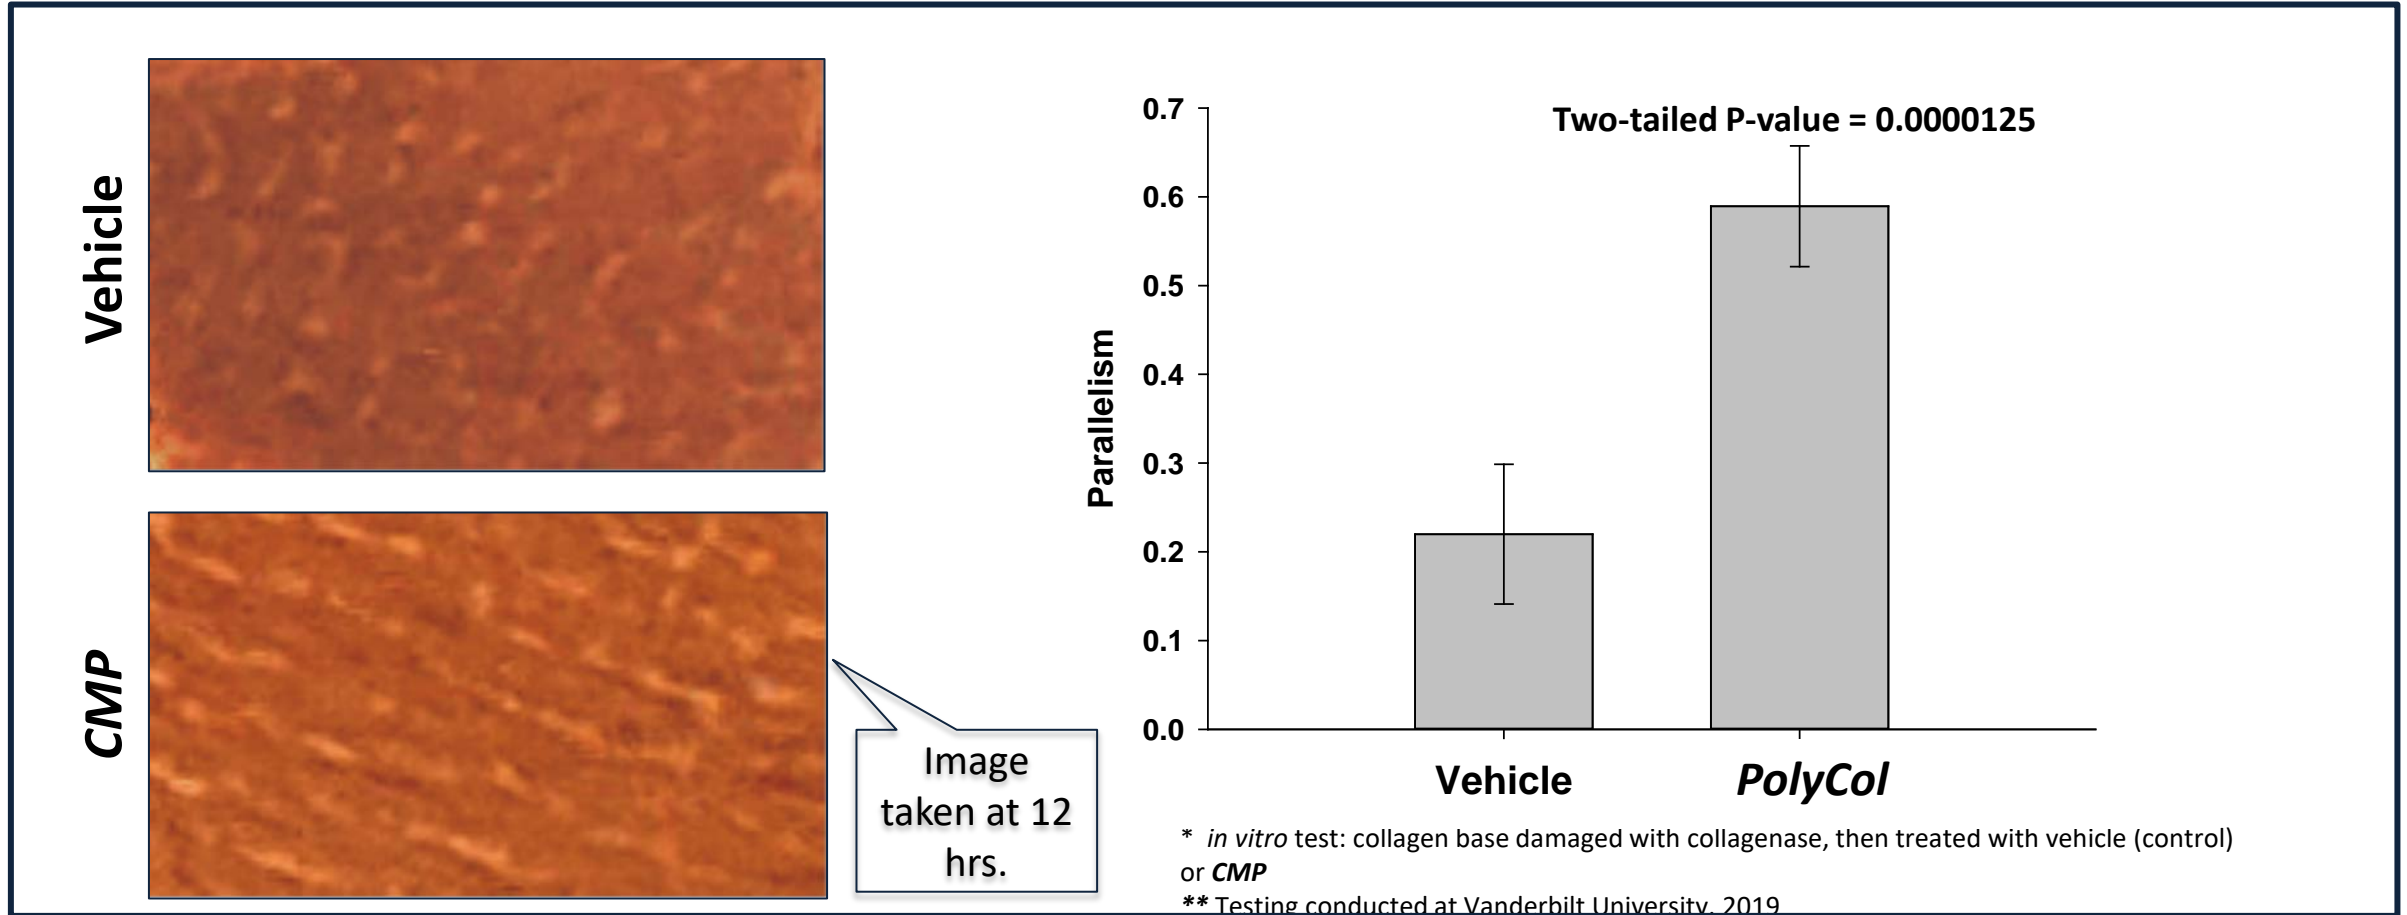 Vehicle
CMP
Image
taken at 12
hrs.
Two-tailed P-value = 0.0000125
0.7
0.6
0.5
0.4
0.3
0.2
0.1
0.0
Parallelism
Vehicle
PolyCol
* in vitro test: collagen base damaged with collagenase, then treated with vehicle (control)
or CMP
** Testing conducted at Vanderbilt University, 2019